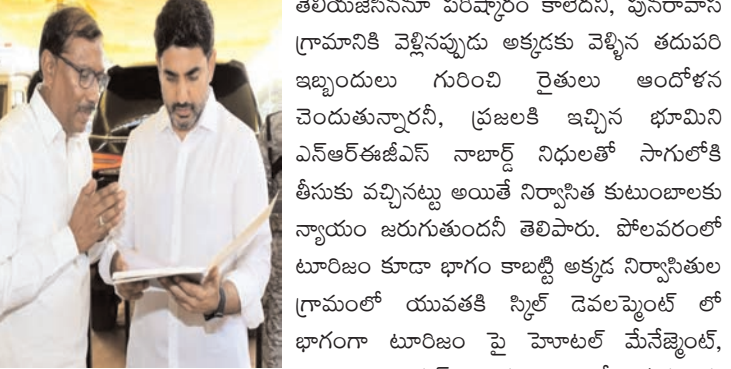 తెలియజేసినను పరిష్కారం కాలేదని, పునరావాస
గ్రామానికి వెళ్లినప్పుడు అక్కడకు వెళ్ళిన తదుపరి
ఇబ్బందులు గురించి రైతులు ఆందోళన
చెందుతున్నారనీ, ప్రజలకి ఇచ్చిన భూమిని
ఎన్ఆర్ఈజీఎస్ నాబార్డ్ నిధులతో సాగులోకి
తీసుకు వచ్చినట్టు అయితే నిర్వాసిత కుటుంబాలకు
న్యాయం జరుగుతుందనీ తెలిపారు. పోలవరంలో
టూరిజం కూడా భాగం కాబట్టి అక్కడ నిర్వాసితుల
గ్రామంలో యువతకి స్కిల్ డెవలప్మెంట్ లో
భాగంగా టూరిజం పై హెూటల్ మేనేజ్మెంట్,